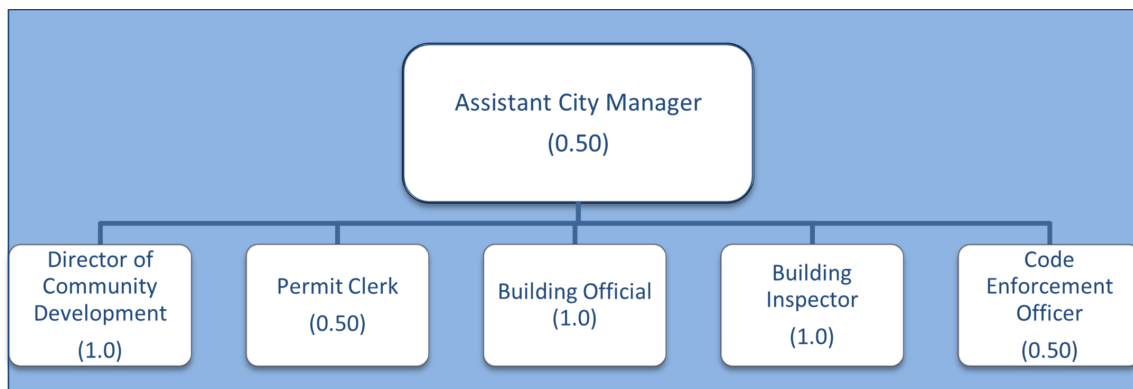 Assistant City Manager
(0.50)
Director of
Community
Development
(1.0)
Permit Clerk
(0.50)
Building Official
(1.0)
Building
Inspector
(1.0)
Code
Enforcement
Officer
(0.50)